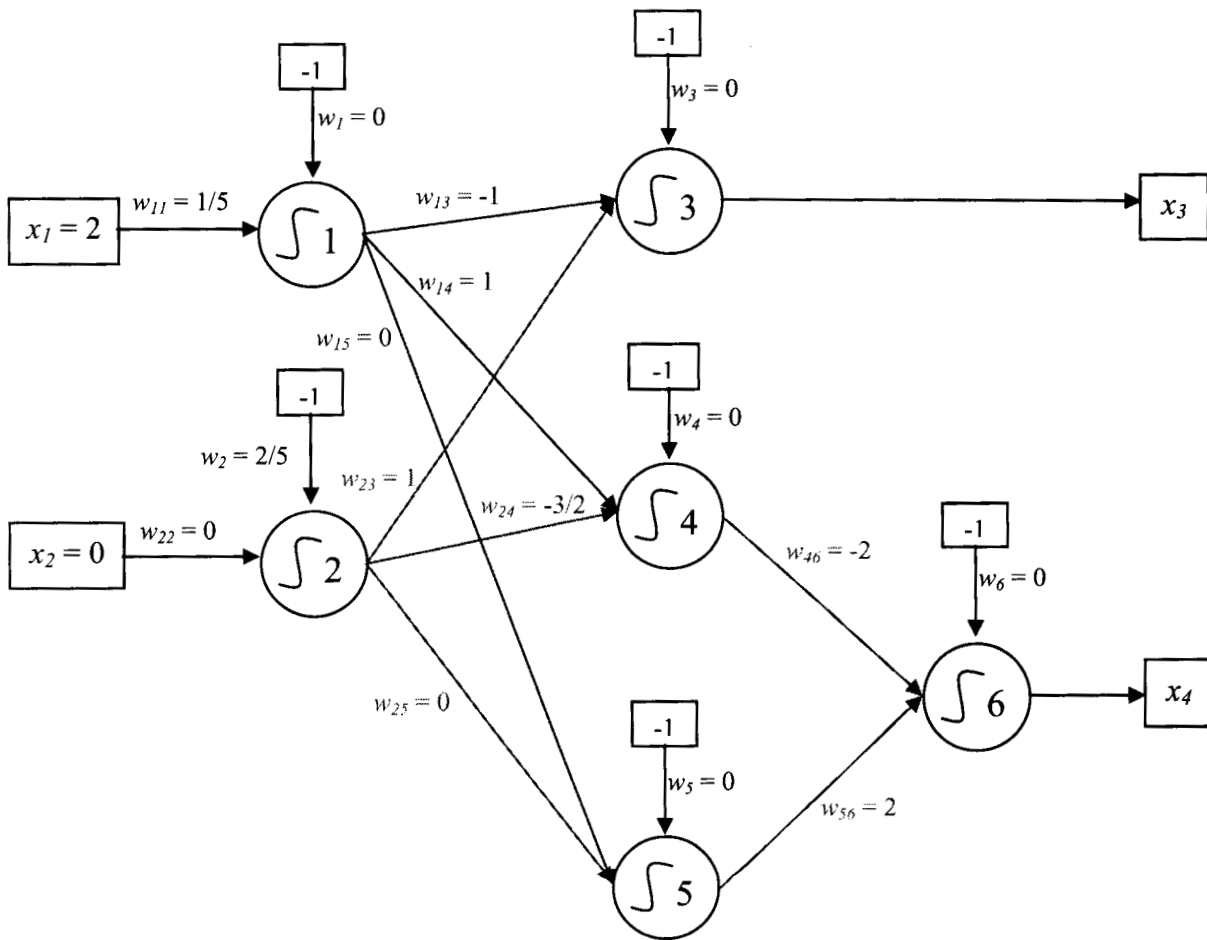 -1
w₃ = 0
-1
w₁ = 0
w₁₁ = 1/5
x₁ = 2
1
w₁₃ = -1
3
x₃
w₁₄ = 1
w₁₅ = 0
-1
w₄ = 0
-1
w₂ = 2/5
w₂₃ = 1
w₂₄ = -3/2
4
w₂₂ = 0
x₂ = 0
2
w₄₆ = -2
-1
w₆ = 0
w₂₅ = 0
6
x₄
-1
w₅ = 0
w₅₆ = 2
5